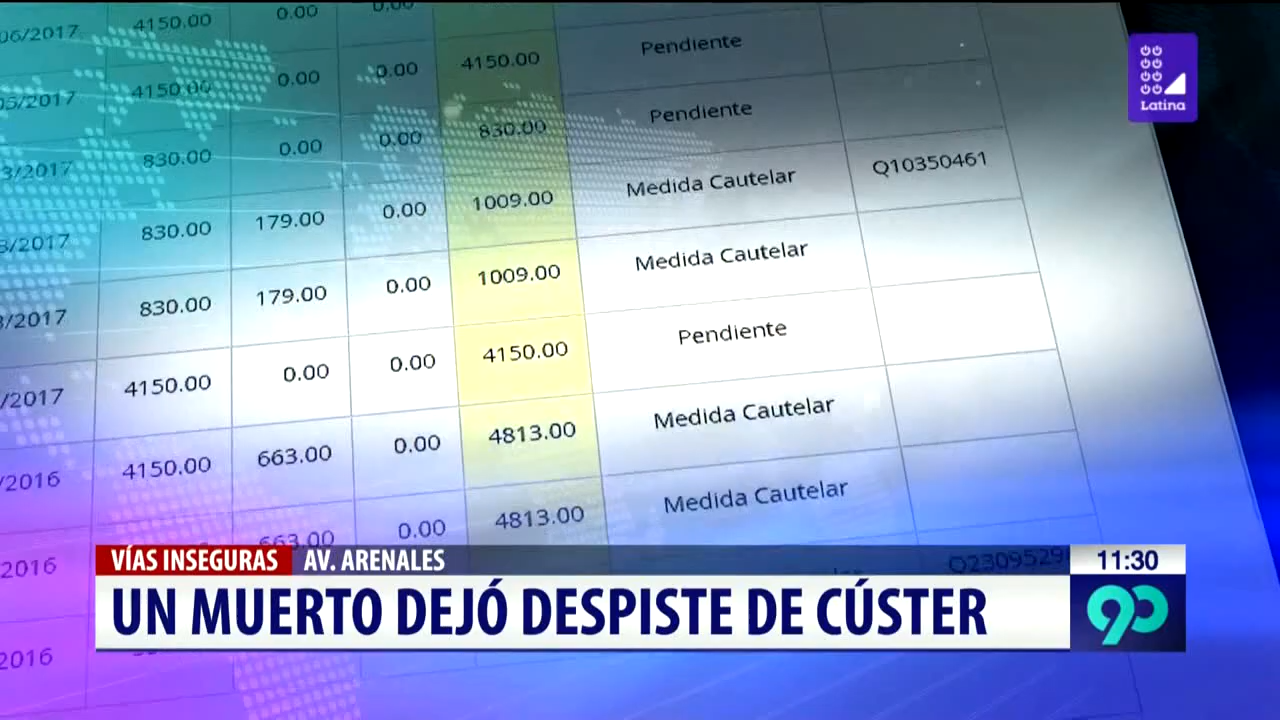 06/2017 4150.00 0.00 0.00
05/2017 4150.00 0.00 0.00 4150.00 Pendiente
3/2017 830.00 0.00 0.00 830.00 Pendiente
3/2017 830.00 179.00 0.00 1009.00 Medida Cautelar Q10350461
3/2017 830.00 179.00 0.00 1009.00 Medida Cautelar
/2017 4150.00 0.00 0.00 4150.00 Pendiente
/2016 4150.00 663.00 0.00 4813.00 Medida Cautelar
2016 663.00 0.00 4813.00 Medida Cautelar
2016
Latina
VÍAS INSEGURAS AV. ARENALES
UN MUERTO DEJÓ DESPISTE DE CÚSTER
11:30
90